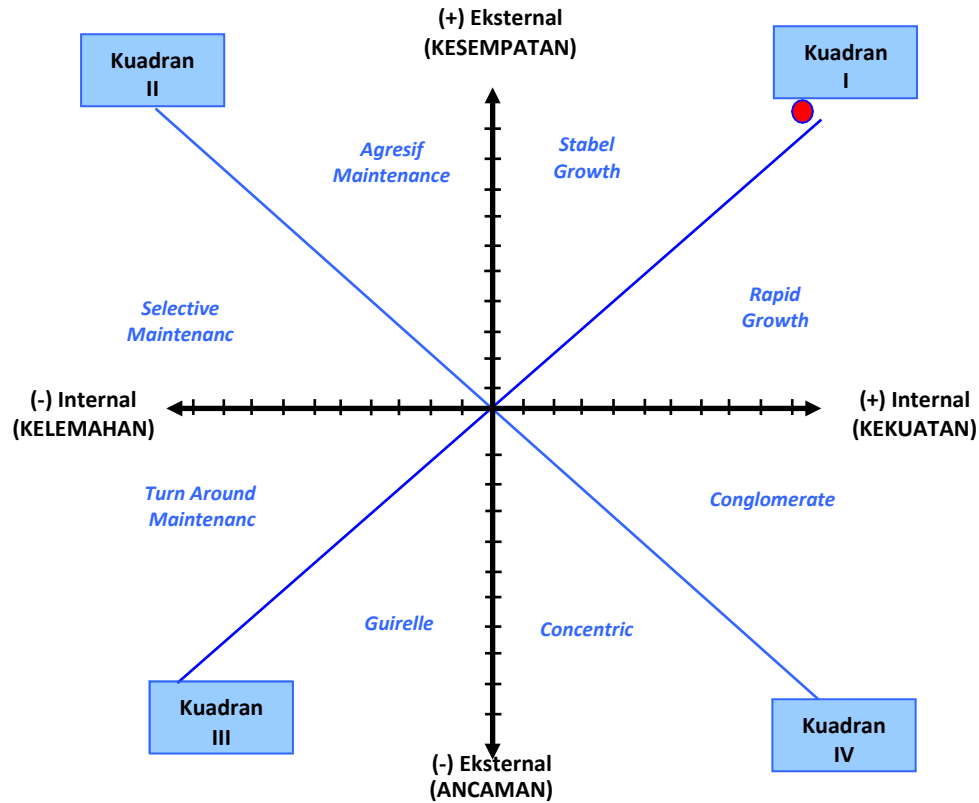 (+) Eksternal
(KESEMPATAN)
Kuadran
II
Kuadran
I
Agresif
Maintenance
Stabel
Growth
Selective
Maintenanc
Rapid
Growth
(-) Internal
(KELEMAHAN)
(+) Internal
(KEKUATAN)
Turn Around
Maintenanc
Conglomerate
Guirelle
Concentric
Kuadran
III
Kuadran
IV
(-) Eksternal
(ANCAMAN)